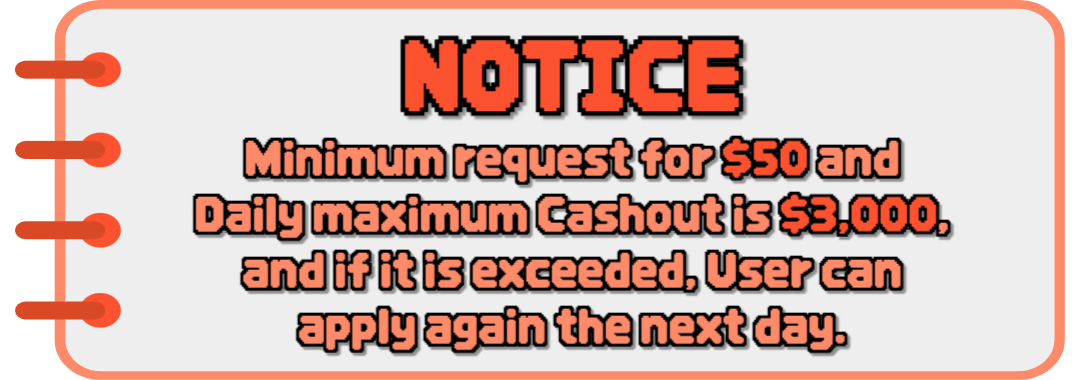 NOTICE
Minimum request for $50 and
Daily maximum Cashout is $3,000,
and if it is exceeded, User can
apply again the next day.